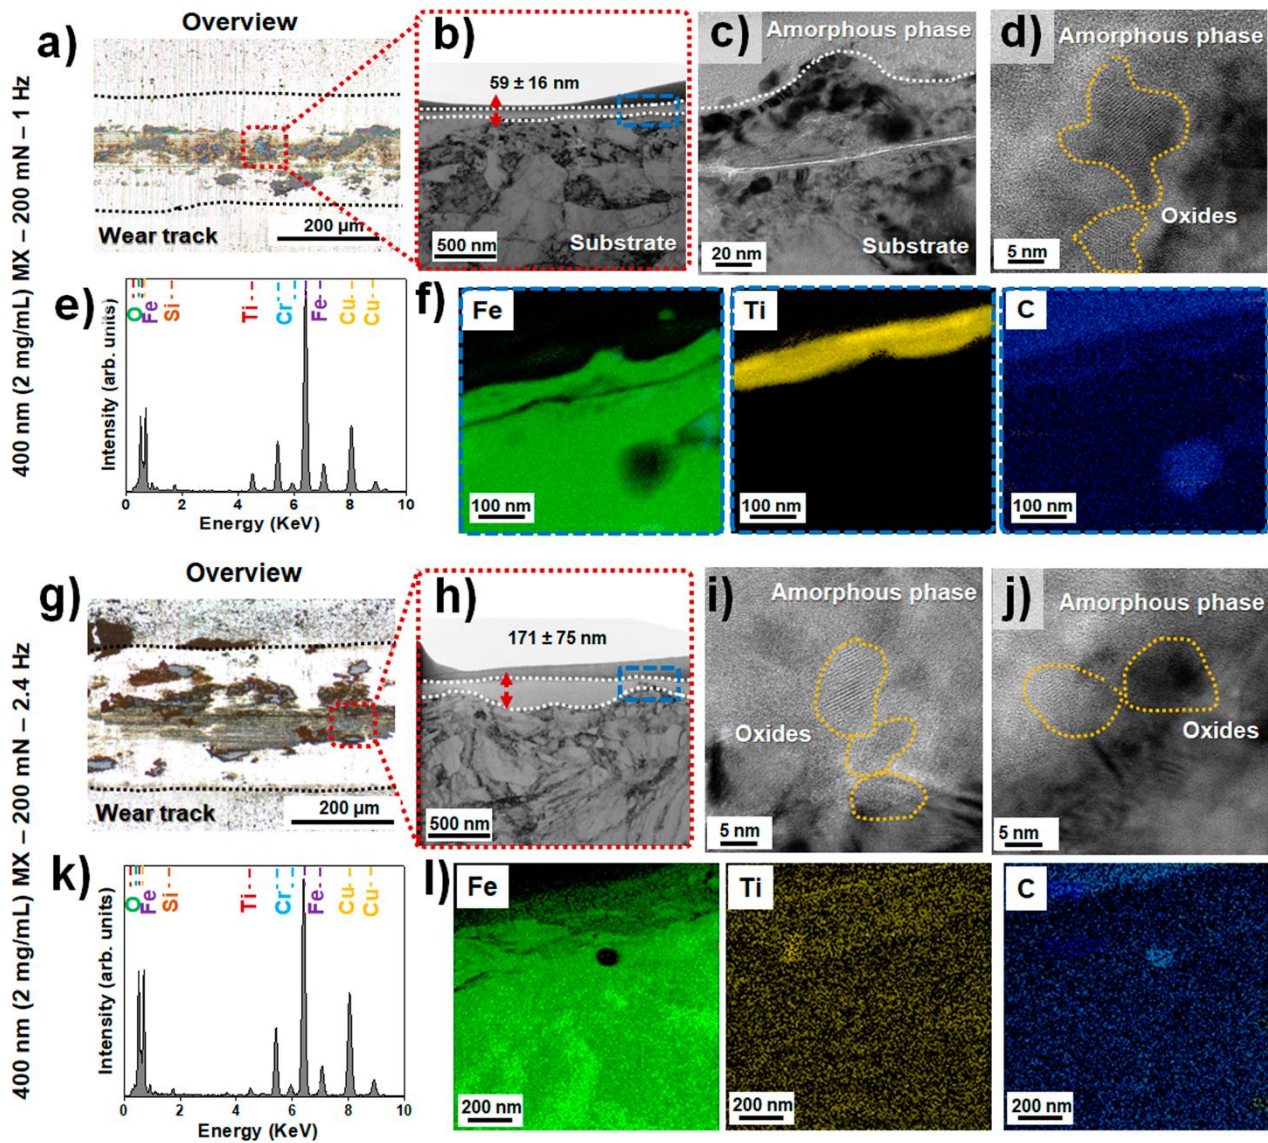 400 nm (2 mg/mL) MX – 200 mN – 1 Hz
a)
Overview
Wear track
200 µm
b)
59 ± 16 nm
500 nm
Substrate
c)
Amorphous phase
20 nm
Substrate
d)
Amorphous phase
Oxides
5 nm
e)
Intensity (arb. units)
O
Fe
Si
Ti
Cr
Fe
Cu
Cu
0
2
4
6
8
10
Energy (KeV)
f)
Fe
100 nm
Ti
100 nm
C
100 nm
400 nm (2 mg/mL) MX – 200 mN – 2.4 Hz
g)
Overview
Wear track
200 µm
h)
171 ± 75 nm
500 nm
i)
Amorphous phase
Oxides
5 nm
j)
Amorphous phase
Oxides
5 nm
k)
Intensity (arb. units)
O
Fe
Si
Ti
Cr
Fe
Cu
Cu
0
2
4
6
8
10
Energy (KeV)
l)
Fe
200 nm
Ti
200 nm
C
200 nm